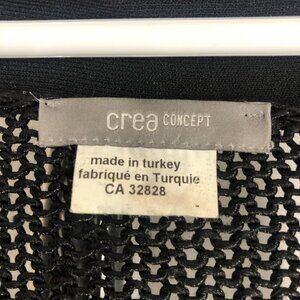 crea CONCEPT
made in turkey
fabriqué en Turquie
CA 32828